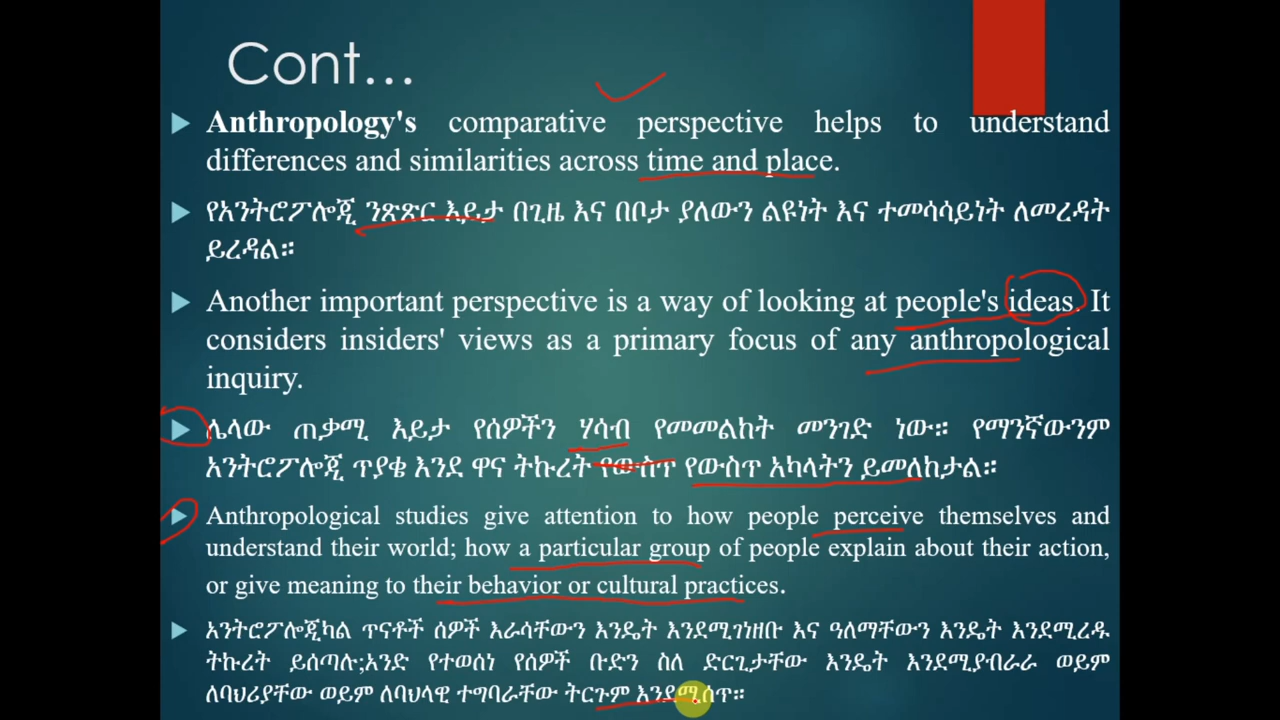 Cont…
Anthropology's comparative perspective helps to understand
differences and similarities across time and place.
የአንትሮፖሎጂ ንጽጽር እይታ በጊዜ እና በቦታ ያለውን ልዩነት እና ተመሳሳይነት ለመረዳት
ይረዳል።
Another important perspective is a way of looking at people's ideas. It
considers insiders' views as a primary focus of any anthropological
inquiry.
ሌላው ጠቃሚ እይታ የሰዎችን ሃሳብ የመመልከት መንገድ ነው። የማንኛውንም
አንትሮፖሎጂ ጥያቄ እንደ ዋና ትኩረት የውስጥ የውስጥ አካላትን ይመለከታል።
Anthropological studies give attention to how people perceive themselves and
understand their world; how a particular group of people explain about their action,
or give meaning to their behavior or cultural practices.
አንትሮፖሎጂካል ጥናቶች ሰዎች እራሳቸውን እንዴት እንደሚገነዘቡ እና ዓለማቸውን እንዴት እንደሚረዱ
ትኩረት ይሰጣሉ;አንድ የተወሰነ የሰዎች ቡድን ስለ ድርጊታቸው እንዴት እንደሚያብራራ ወይም
ለባህሪያቸው ወይም ለባህላዊ ተግባራቸው ትርጉም እንደሚሰጥ።